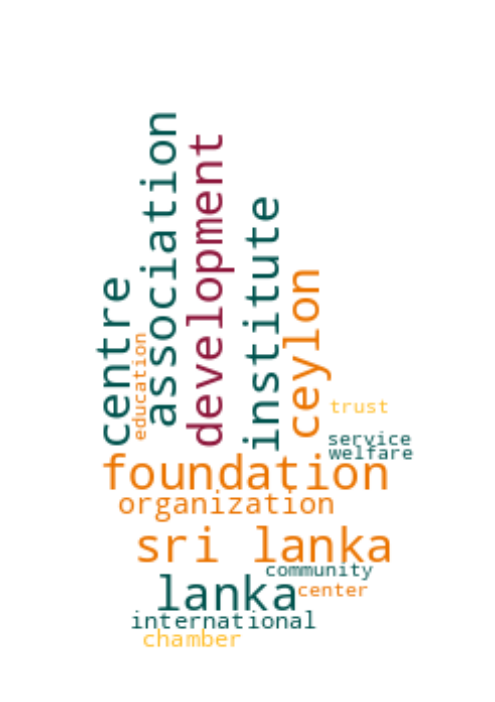 centre
education
association
development
institute
ceylon
trust
service
welfare
foundation
organization
sri lanka
community
lanka
center
international
chamber